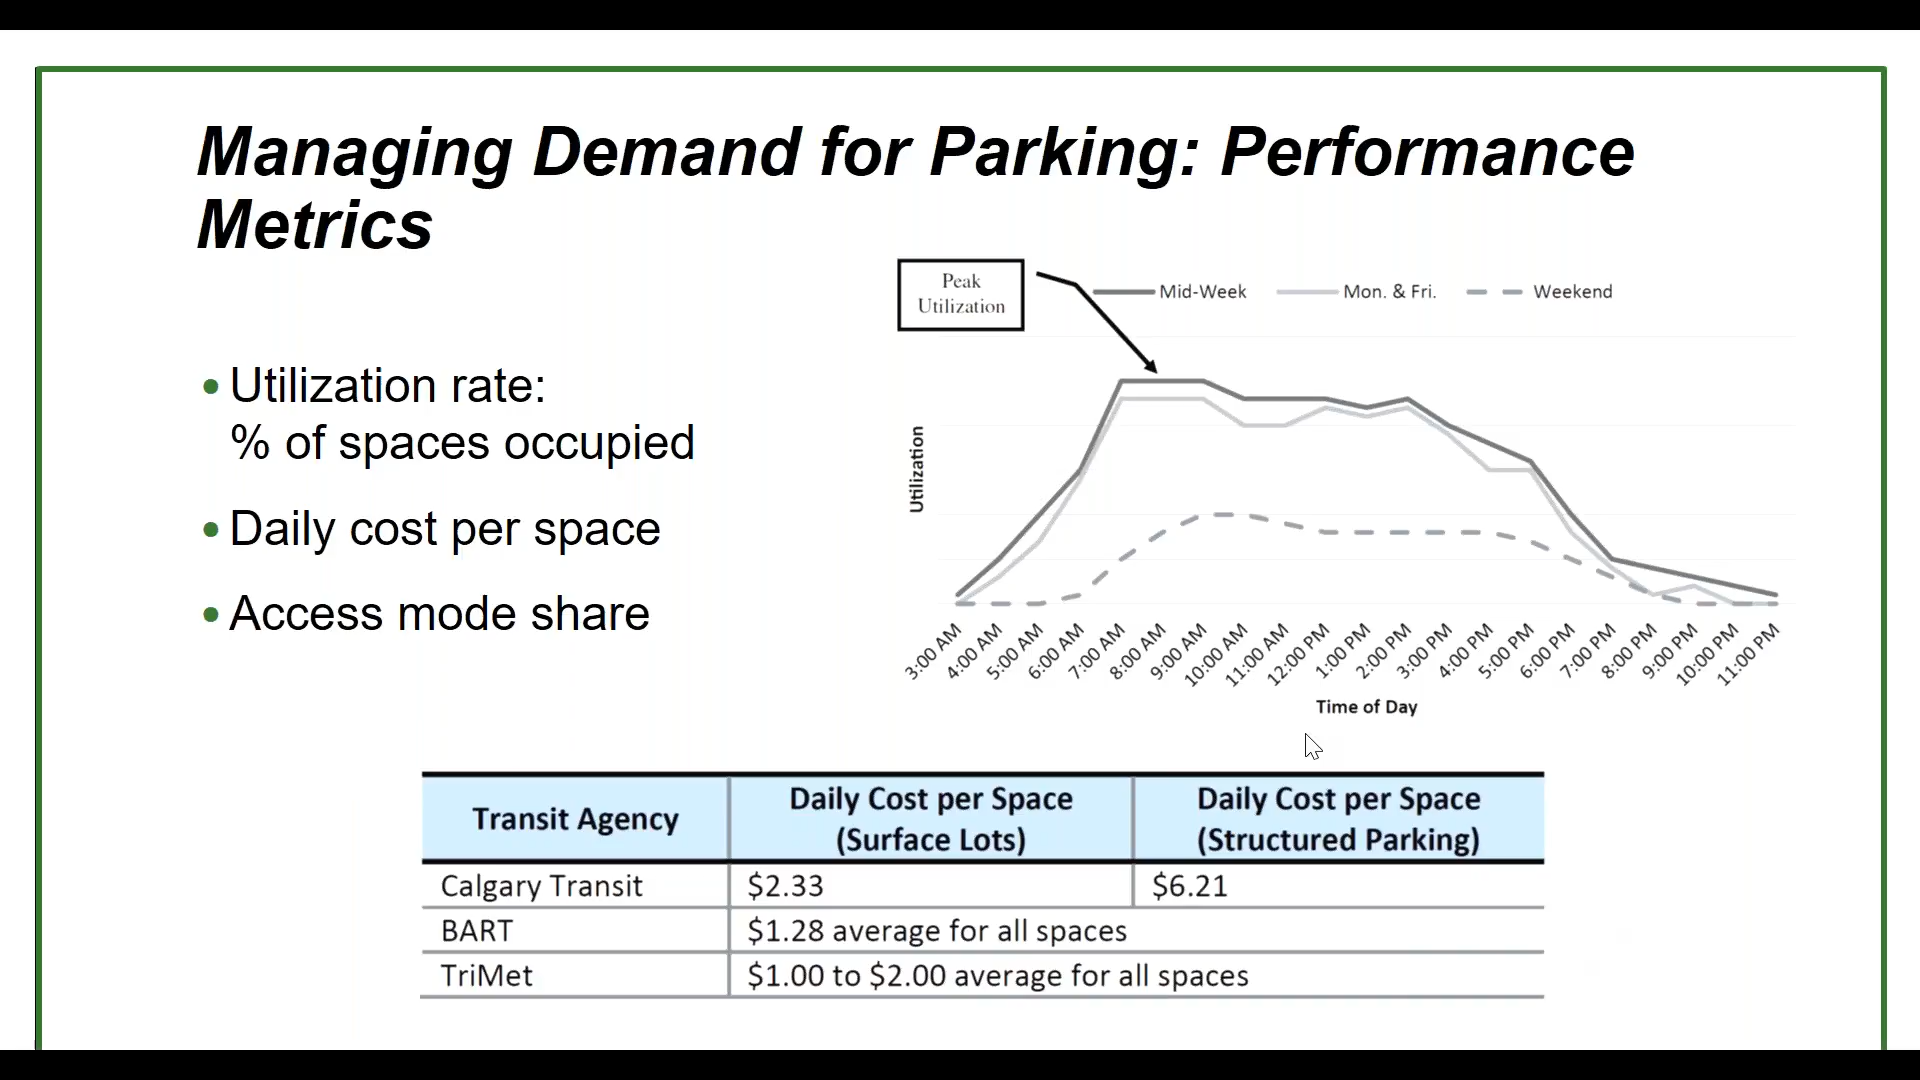 Managing Demand for Parking: Performance
Metrics
• Utilization rate:
% of spaces occupied
• Daily cost per space
• Access mode share
Peak
Utilization
Mid-Week
Mon. & Fri.
Weekend
Utilization
3:00 AM
4:00 AM
5:00 AM
6:00 AM
7:00 AM
8:00 AM
9:00 AM
10:00 AM
11:00 AM
12:00 PM
1:00 PM
2:00 PM
3:00 PM
4:00 PM
5:00 PM
6:00 PM
7:00 PM
8:00 PM
9:00 PM
10:00 PM
11:00 PM
Time of Day
Transit Agency
Daily Cost per Space
(Surface Lots)
Daily Cost per Space
(Structured Parking)
Calgary Transit
$2.33
$6.21
BART
$1.28 average for all spaces
TriMet
$1.00 to $2.00 average for all spaces